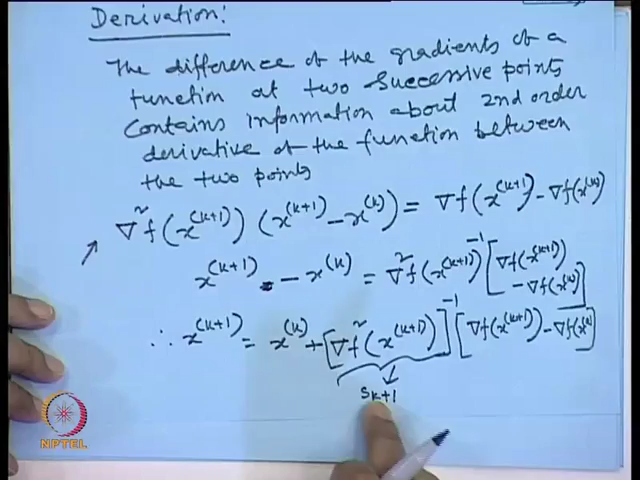 Derivation:
The difference of the gradients of a
function at two successive points
contains information about 2nd order
derivative of the function between
the two points
∇²f(x^(k+1)) (x^(k+1) - x^(k)) = ∇f(x^(k+1)) - ∇f(x^(k))
x^(k+1) - x^(k) = ∇²f(x^(k+1))^-1 [∇f(x^(k+1))
- ∇f(x^(k))]
∴ x^(k+1) = x^(k) + [∇f²(x^(k+1))]^-1 [∇f(x^(k+1)) - ∇f(x^(k))]
Sk+1
NPTEL